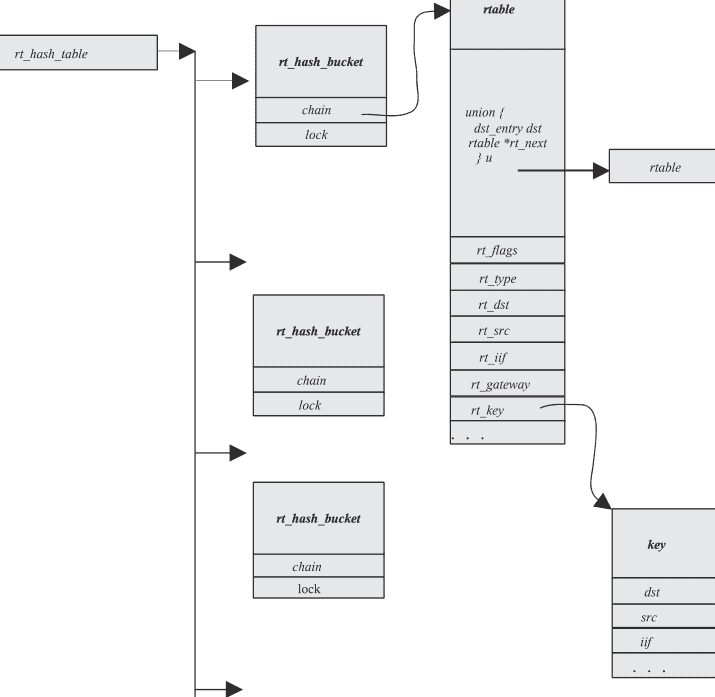 rt_hash_table
rt_hash_bucket
chain
lock
rtable
union {
dst_entry dst
rtable *rt_next
} u
rt_flags
rt_type
rt_dst
rt_src
rt_iif
rt_gateway
rt_key
. . .
rtable
rt_hash_bucket
chain
lock
rt_hash_bucket
chain
lock
key
dst
src
iif
. . .